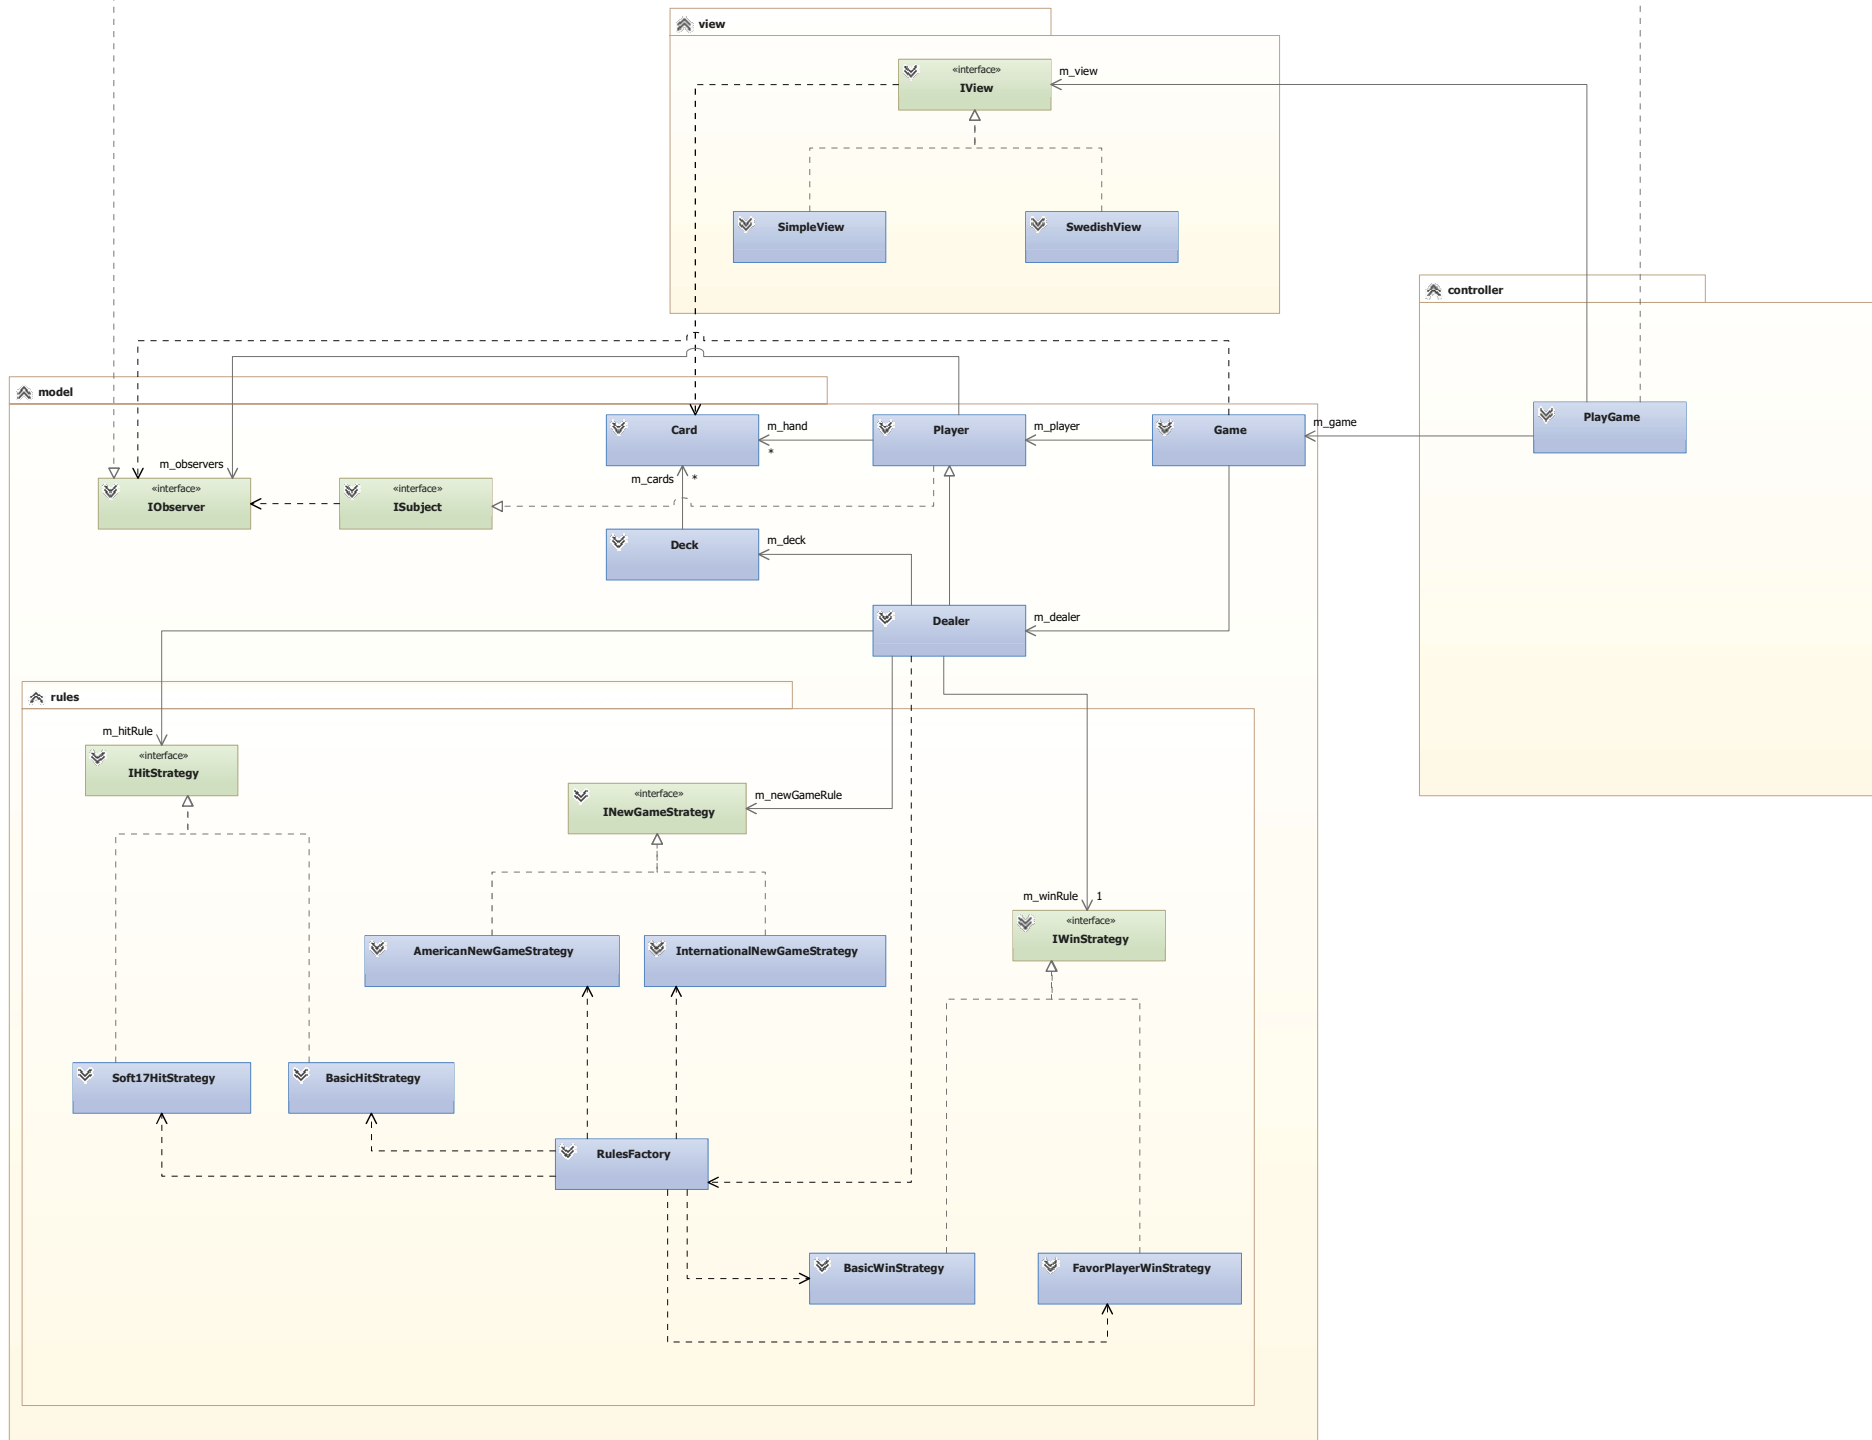 view
«interface»
IView
m_view
SimpleView
SwedishView
controller
model
Card
m_hand
*
Player
m_player
Game
m_game
PlayGame
m_observers
«interface»
IObserver
«interface»
ISubject
m_cards
*
Deck
m_deck
Dealer
m_dealer
rules
m_hitRule
«interface»
IHitStrategy
«interface»
INewGameStrategy
m_newGameRule
m_winRule
1
«interface»
IWinStrategy
AmericanNewGameStrategy
InternationalNewGameStrategy
Soft17HitStrategy
BasicHitStrategy
RulesFactory
BasicWinStrategy
FavorPlayerWinStrategy